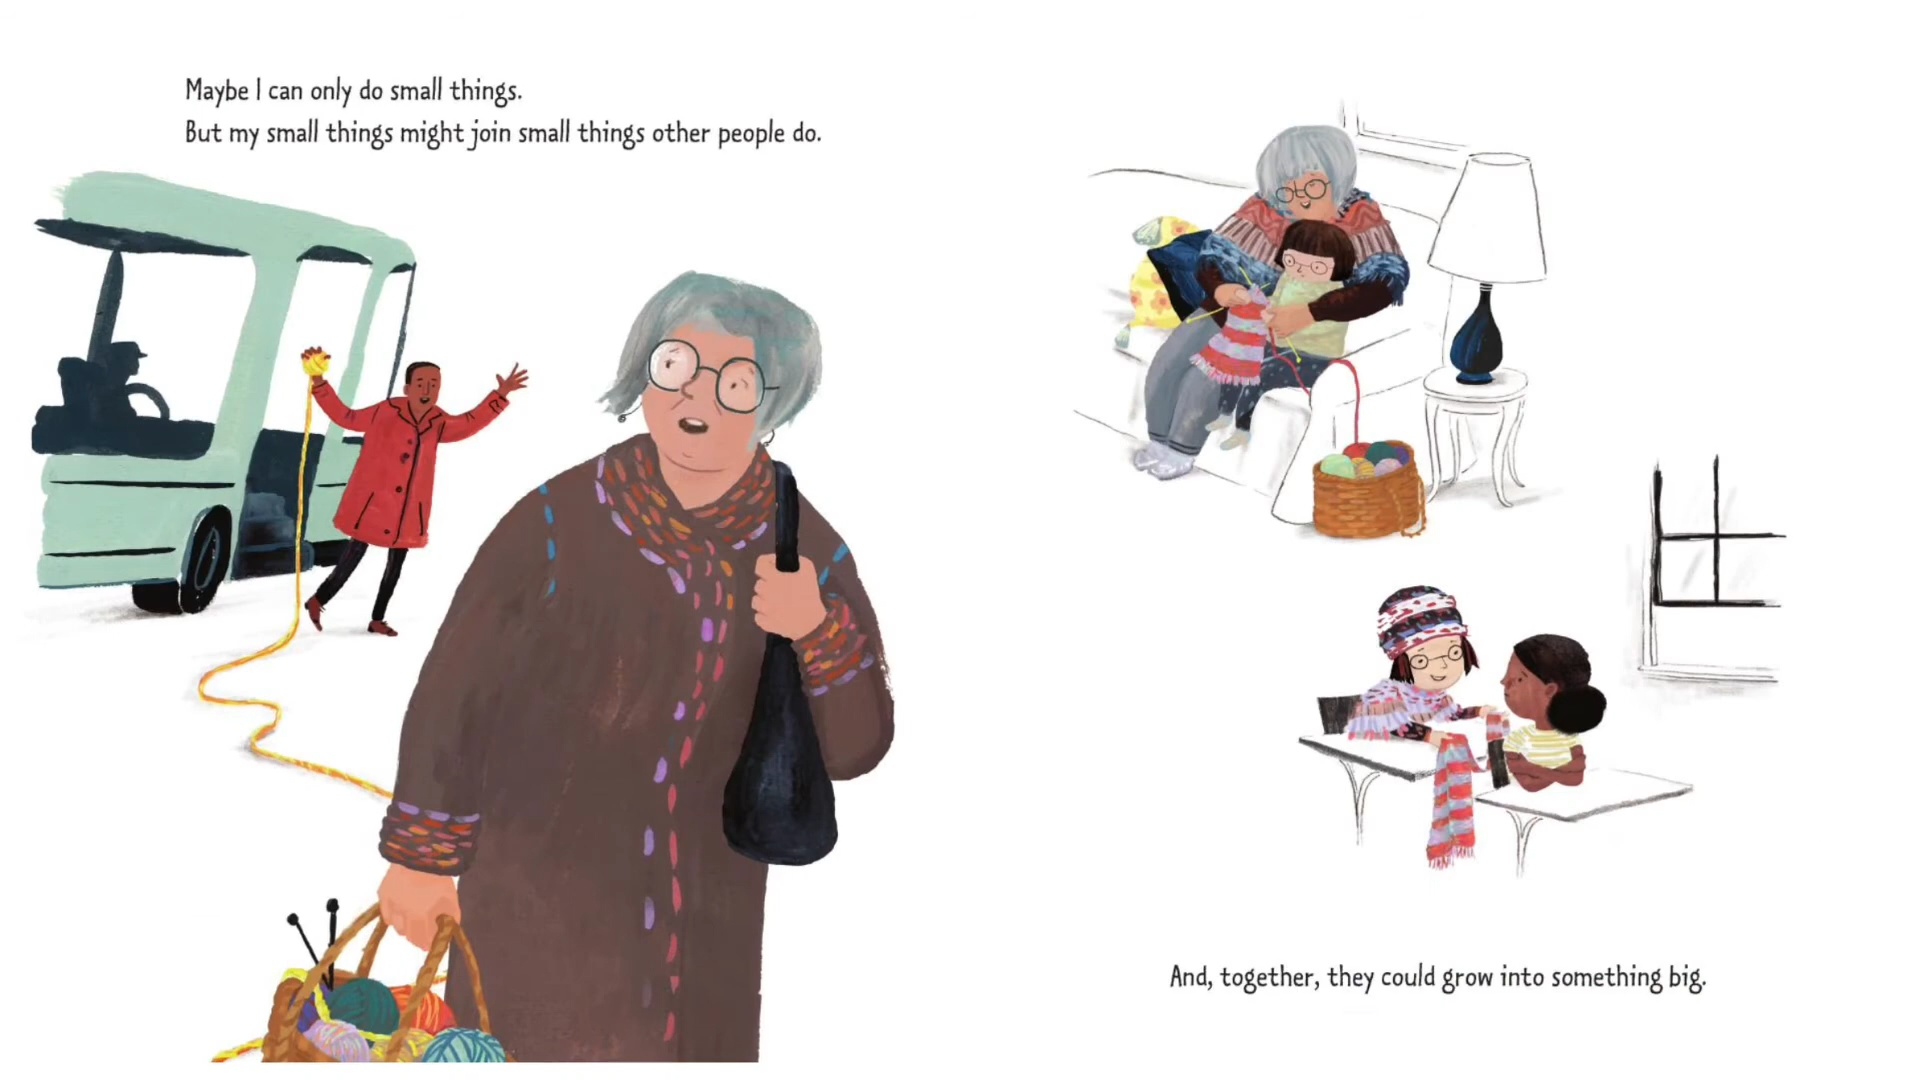 Maybe I can only do small things.
But my small things might join small things other people do.
And, together, they could grow into something big.